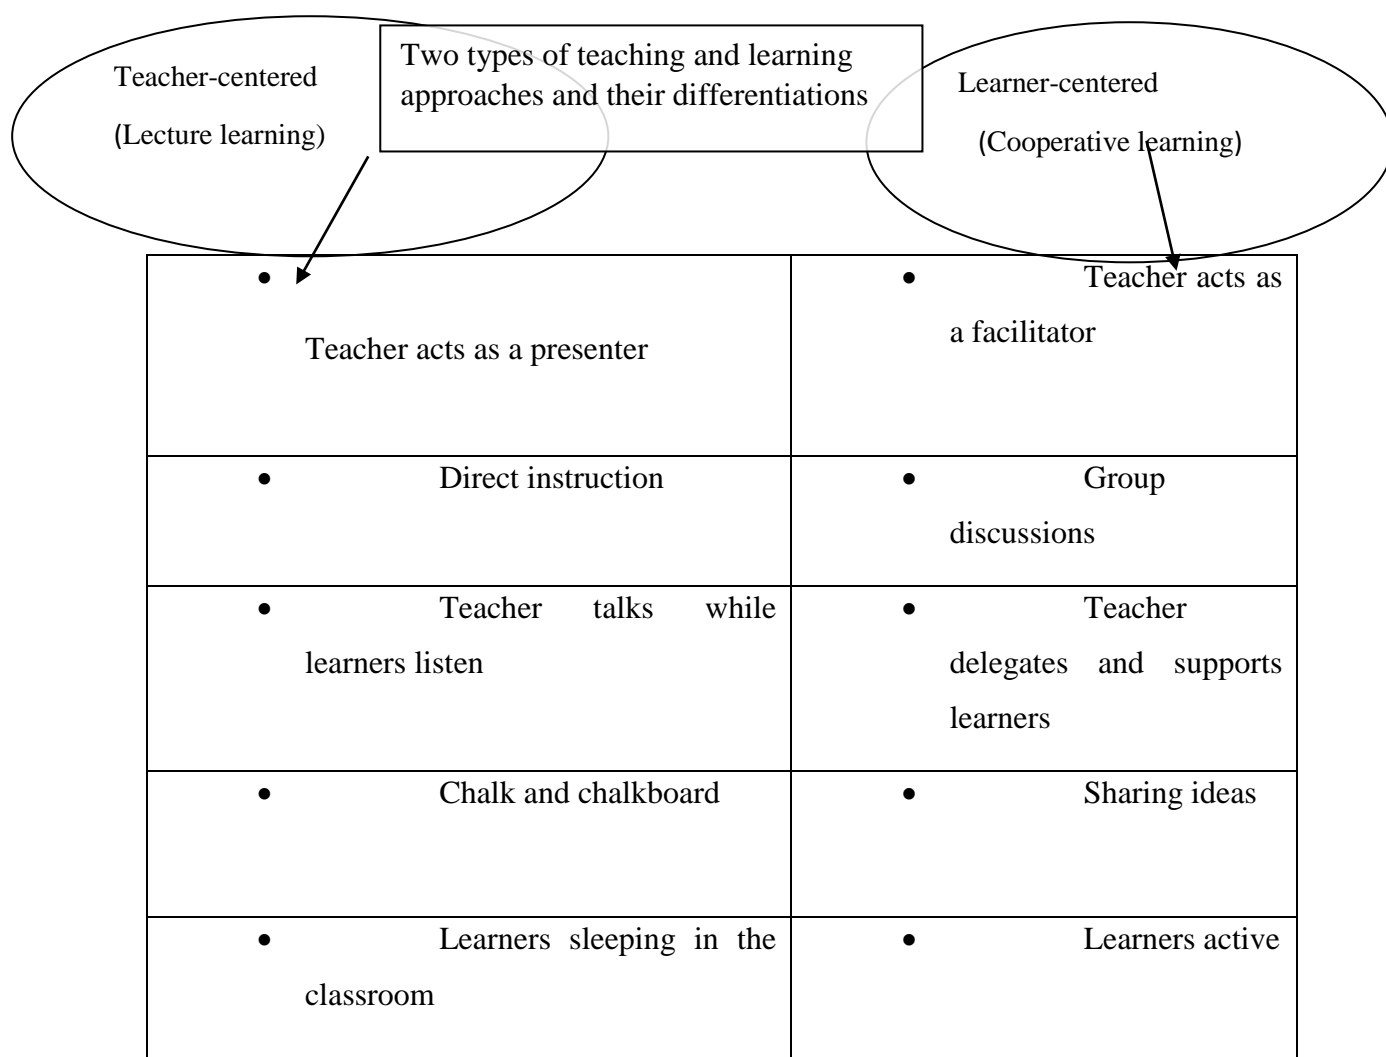 Teacher-centered
(Lecture learning)
Two types of teaching and learning
approaches and their differentiations
Learner-centered
(Cooperative learning)
•
Teacher acts as a presenter
• Teacher acts as
a facilitator
• Direct instruction
• Group
discussions
• Teacher talks while
learners listen
• Teacher
delegates and supports
learners
• Chalk and chalkboard
• Sharing ideas
• Learners sleeping in the
classroom
• Learners active